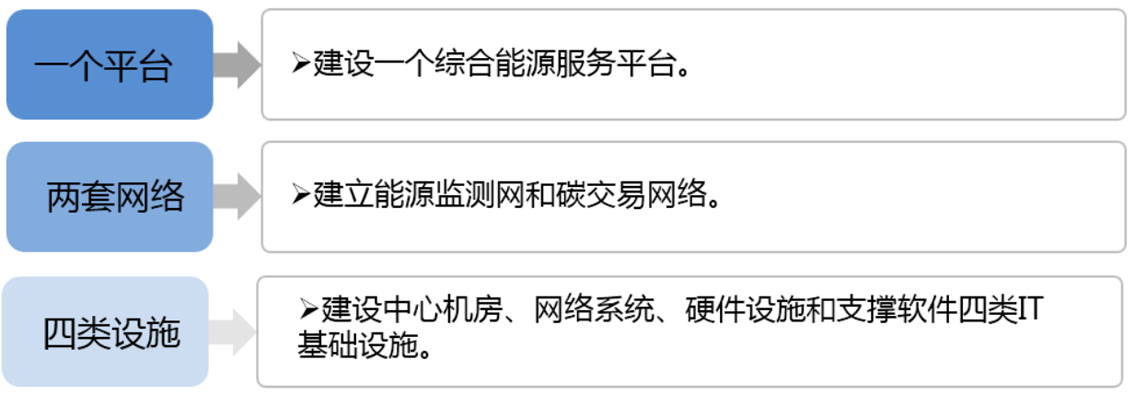 一个平台
➢建设一个综合能源服务平台。
两套网络
➢建立能源监测网和碳交易网络。
四类设施
➢建设中心机房、网络系统、硬件设施和支撑软件四类IT
基础设施。